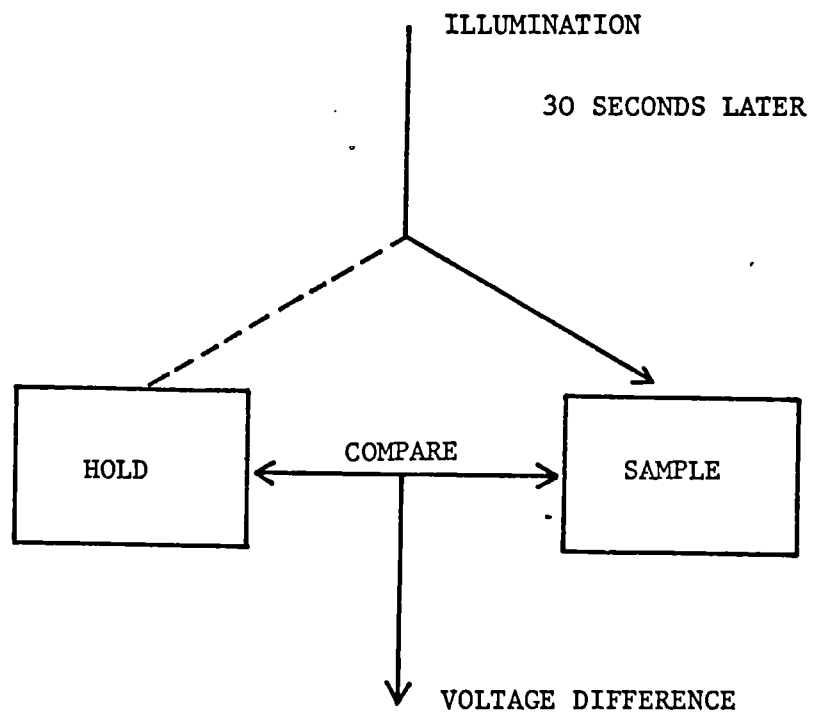 ILLUMINATION
30 SECONDS LATER
HOLD
COMPARE
SAMPLE
VOLTAGE DIFFERENCE